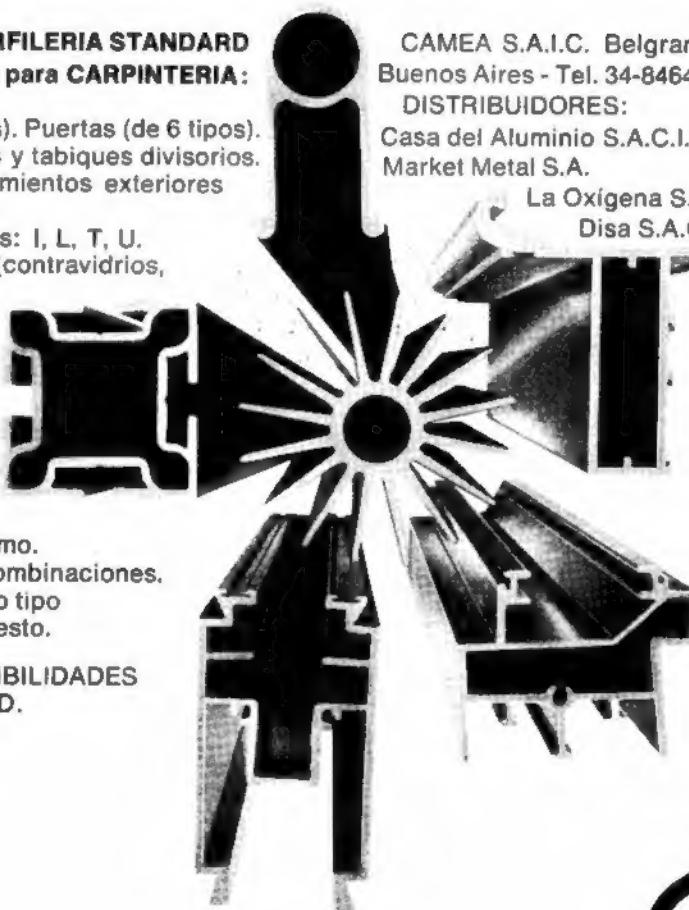 RFILERIA STANDARD
para CARPINTERIA:
s). Puertas (de 6 tipos).
s y tabiques divisorios.
mientos exteriores
s: I, L, T, U.
(contravidrios,
mo.
ombinaciones.
o tipo
esto.
IBILIDADES
D.
CAMEA S.A.I.C. Belgran
Buenos Aires - Tel. 34-8464
DISTRIBUIDORES:
Casa del Aluminio S.A.C.I.
Market Metal S.A.
La Oxígena S.
Disa S.A.